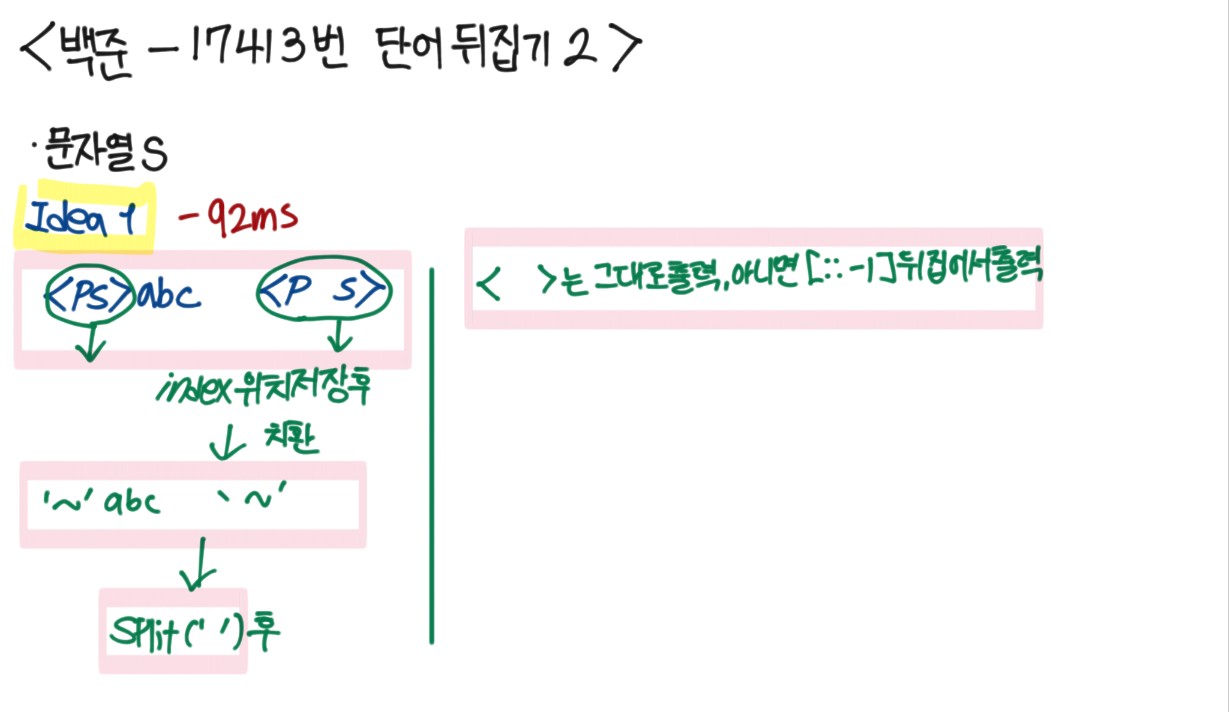 <백준 - 17413번 단어 뒤집기 2>
· 문자열 S
Idea 1 - 92ms
<PS>abc <P S>
index 위치저장후
치환
'~' abc '~'
split(' ')후
< >는 그대로출력, 아니면 [::-1]뒤집어서출력